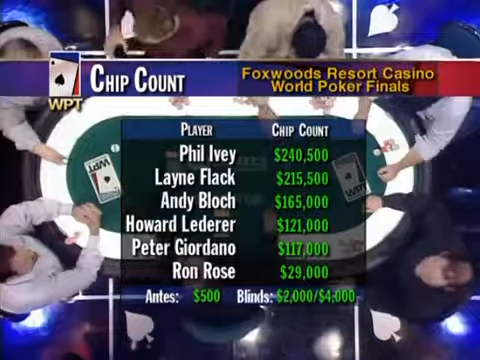 WPT
CHIP COUNT
FOXWOODS RESORT CASINO
WORLD POKER FINALS
PLAYER CHIP COUNT
Phil Ivey $240,500
Layne Flack $215,500
Andy Bloch $165,000
Howard Lederer $121,000
Peter Giordano $117,000
Ron Rose $29,000
Antes: $500 Blinds: $2,000/$4,000
WPT
WPT